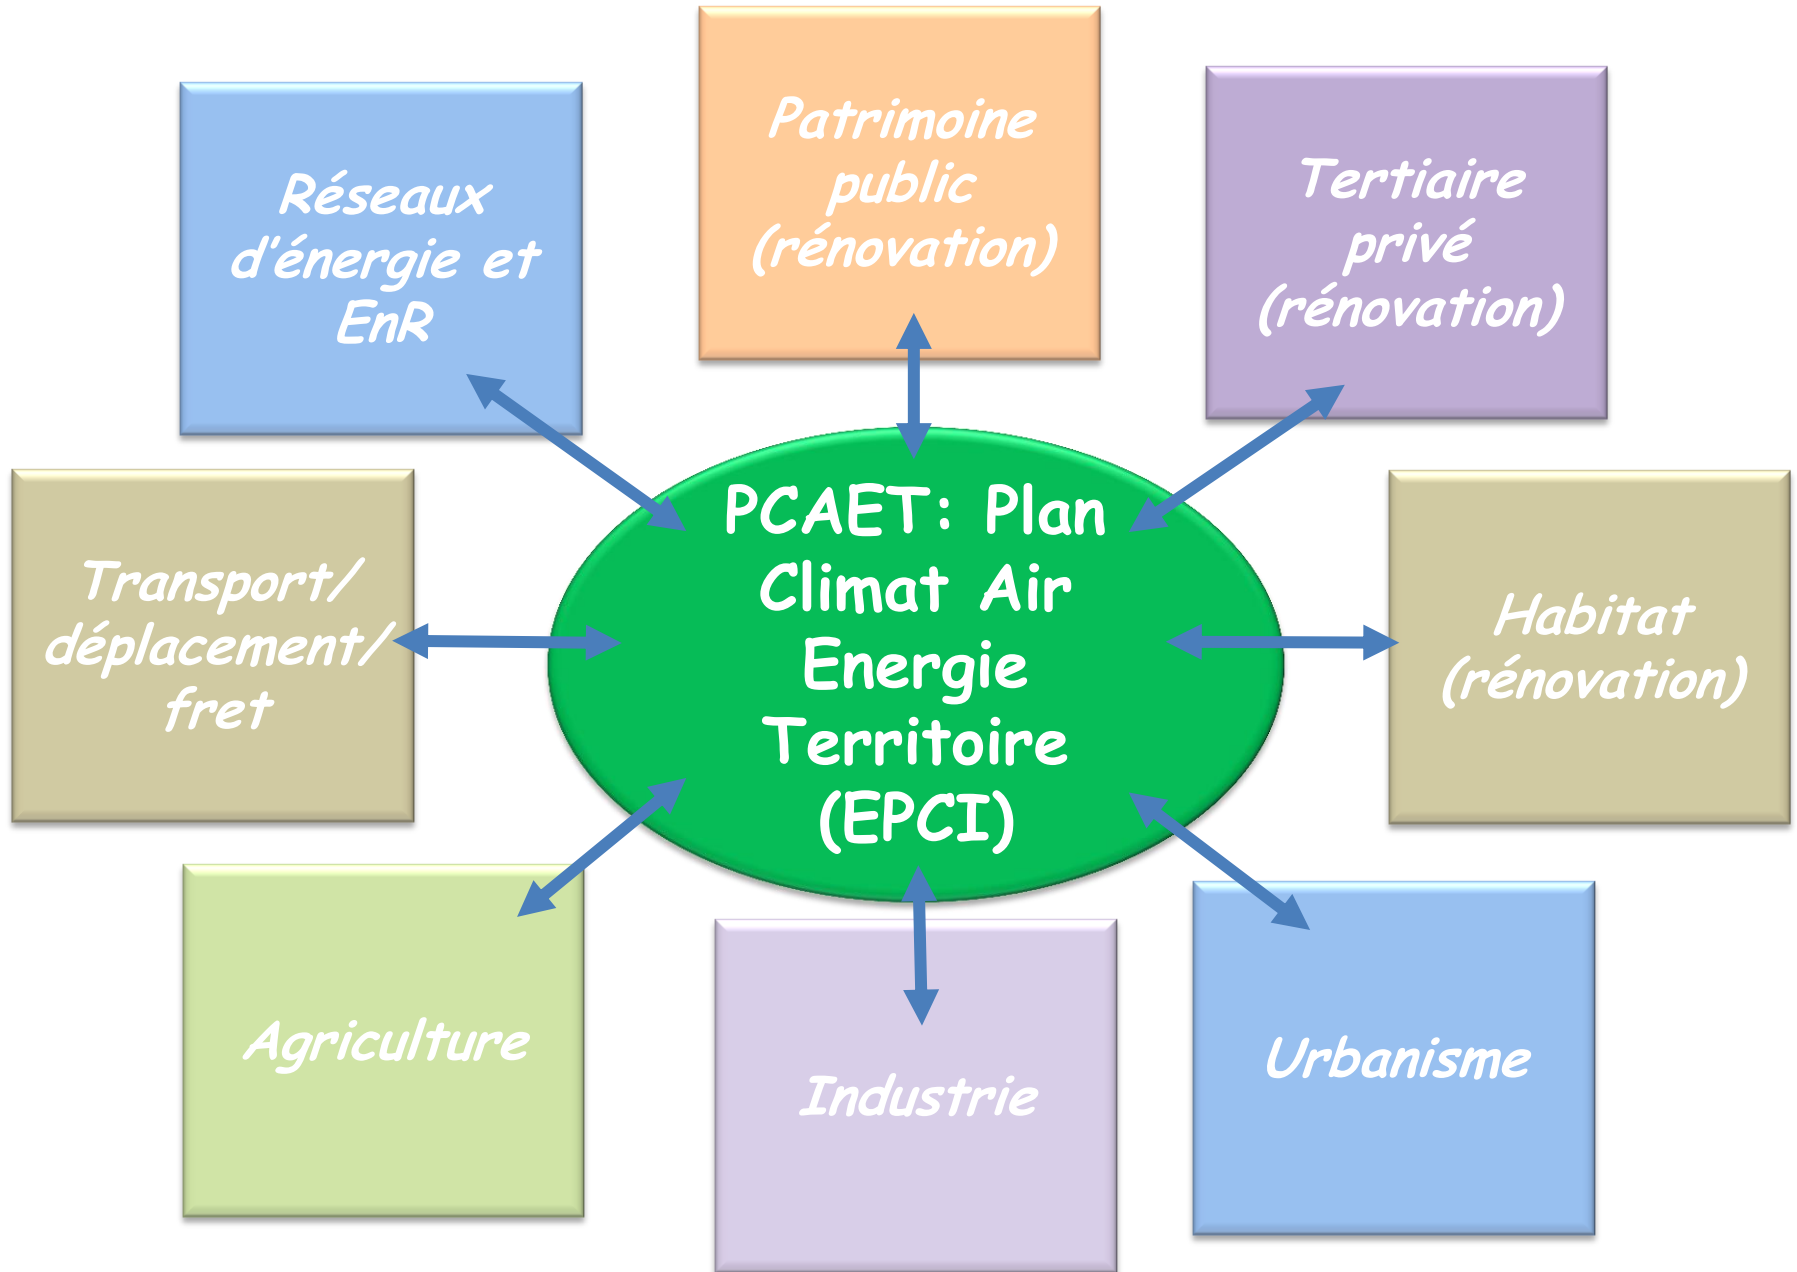 Patrimoine
public
(rénovation)
Tertiaire
privé
(rénovation)
Réseaux
d'énergie et
EnR
PCAET: Plan
Climat Air
Energie
Territoire
(EPCI)
Transport/
déplacement/
fret
Habitat
(rénovation)
Agriculture
Industrie
Urbanisme